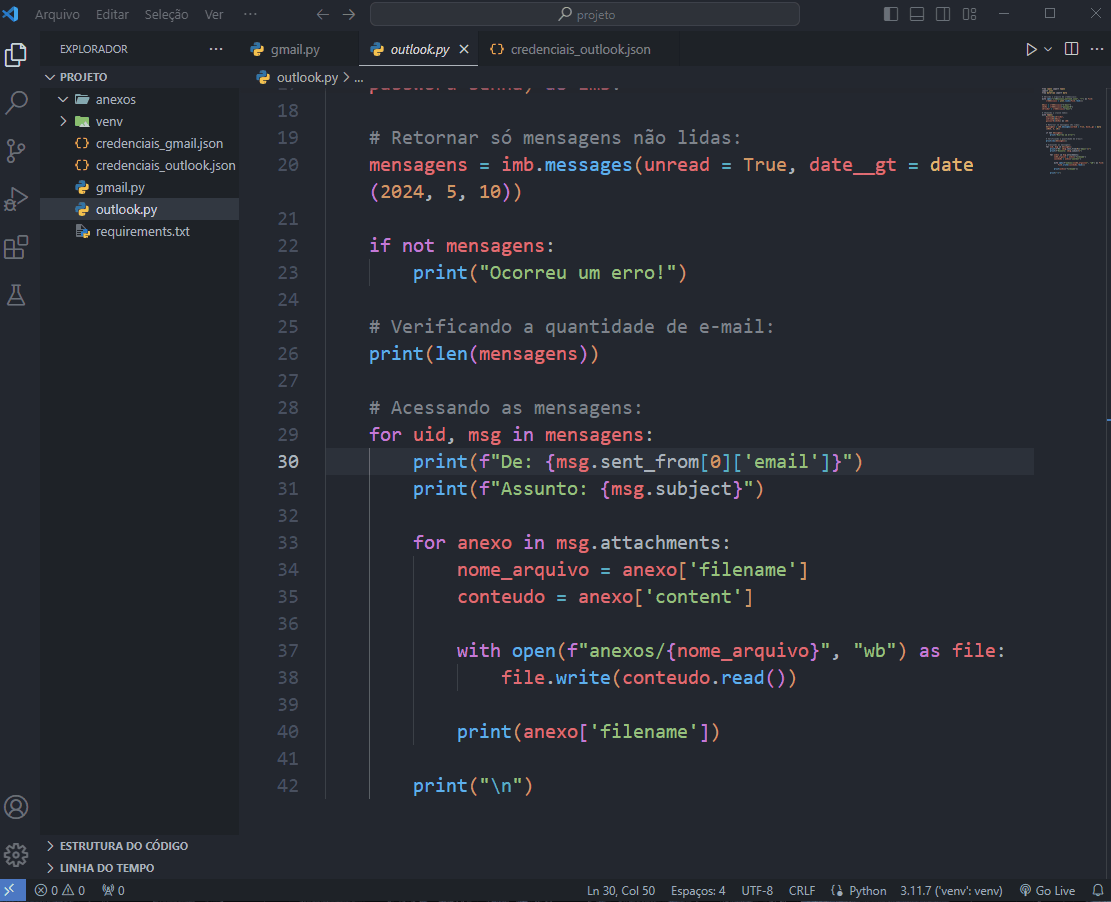 Arquivo Editar Seleção Ver ··· projeto
EXPLORADOR ···
PROJETO
anexos
venv
credenciais_gmail.json
credenciais_outlook.json
gmail.py
outlook.py
requirements.txt
ESTRUTURA DO CÓDIGO
LINHA DO TEMPO
gmail.py outlook.py credenciais_outlook.json
outlook.py > ...
18
19 # Retornar só mensagens não lidas:
20 mensagens = imb.messages(unread = True, date__gt = date
(2024, 5, 10))
21
22 if not mensagens:
23 print("Ocorreu um erro!")
24
25 # Verificando a quantidade de e-mail:
26 print(len(mensagens))
27
28 # Acessando as mensagens:
29 for uid, msg in mensagens:
30 print(f"De: {msg.sent_from[0]['email']}")
31 print(f"Assunto: {msg.subject}")
32
33 for anexo in msg.attachments:
34 nome_arquivo = anexo['filename']
35 conteudo = anexo['content']
36
37 with open(f"anexos/{nome_arquivo}", "wb") as file:
38 file.write(conteudo.read())
39
40 print(anexo['filename'])
41
42 print("\n")
0 0 0 Ln 30, Col 50 Espaços: 4 UTF-8 CRLF Python 3.11.7 ('venv': venv) Go Live